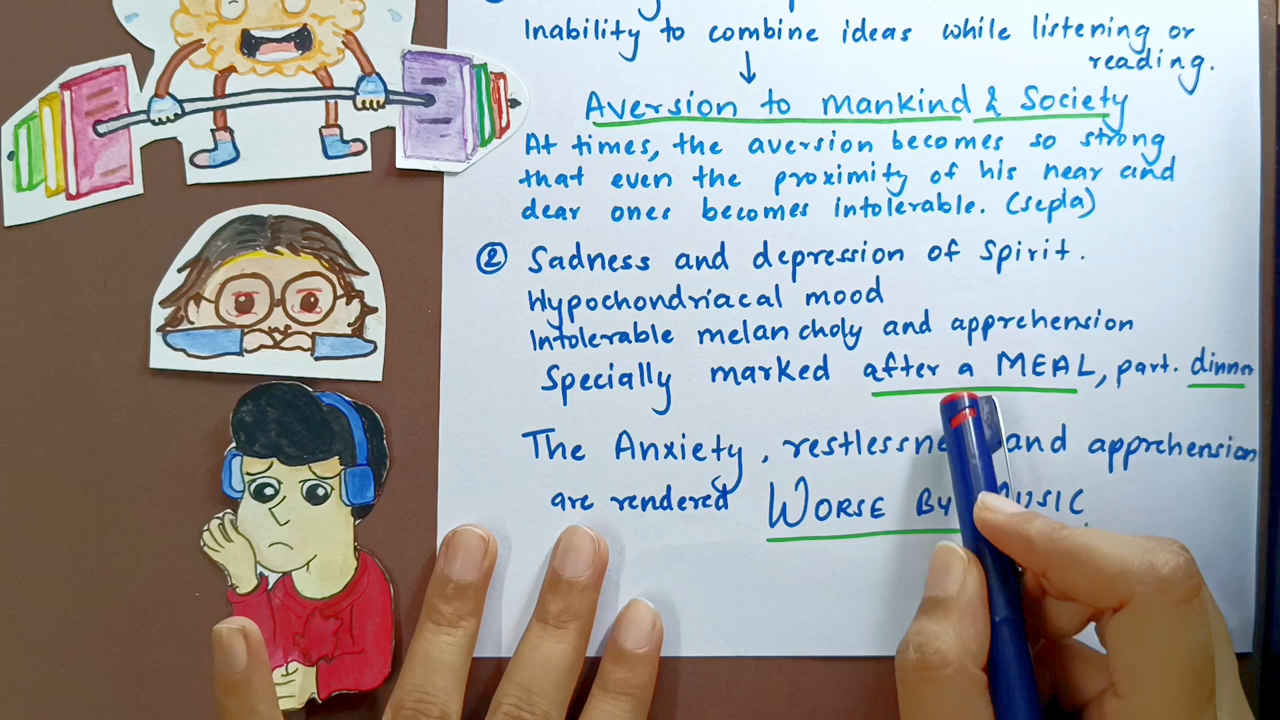 Inability to combine ideas while listening or
reading.
↓
Aversion to mankind & Society
At times, the aversion becomes so strong
that even the proximity of his near and
dear ones becomes intolerable. (sepia)
② Sadness and depression of spirit.
Hypochondriacal mood
Intolerable melancholy and apprehension
Specially marked after a MEAL, part. dinner
The Anxiety, and apprehension
are rendered WORSE BY